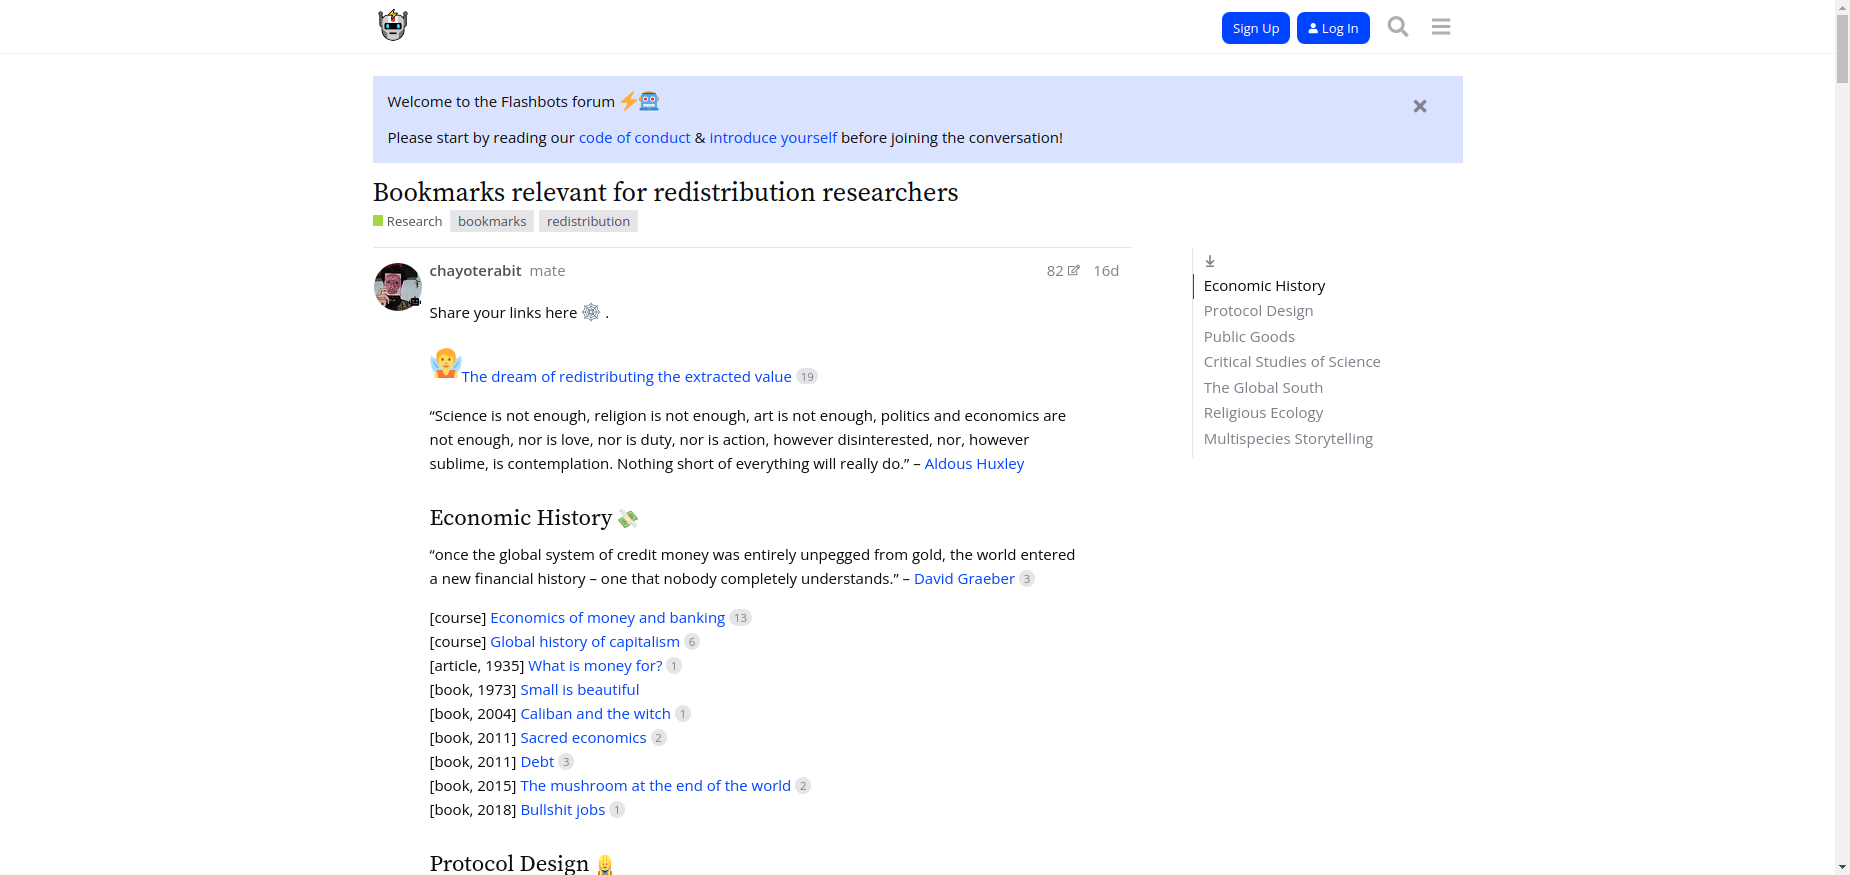 Sign Up
Log In
Welcome to the Flashbots forum
Please start by reading our code of conduct & introduce yourself before joining the conversation!
Bookmarks relevant for redistribution researchers
Research bookmarks redistribution
chayoterabit mate 82 16d
Share your links here .
The dream of redistributing the extracted value 19
“Science is not enough, religion is not enough, art is not enough, politics and economics are
not enough, nor is love, nor is duty, nor is action, however disinterested, nor, however
sublime, is contemplation. Nothing short of everything will really do.” – Aldous Huxley
Economic History
“once the global system of credit money was entirely unpegged from gold, the world entered
a new financial history – one that nobody completely understands.” – David Graeber 3
[course] Economics of money and banking 13
[course] Global history of capitalism 6
[article, 1935] What is money for? 1
[book, 1973] Small is beautiful
[book, 2004] Caliban and the witch 1
[book, 2011] Sacred economics 2
[book, 2011] Debt 3
[book, 2015] The mushroom at the end of the world 2
[book, 2018] Bullshit jobs 1
Protocol Design
Economic History
Protocol Design
Public Goods
Critical Studies of Science
The Global South
Religious Ecology
Multispecies Storytelling